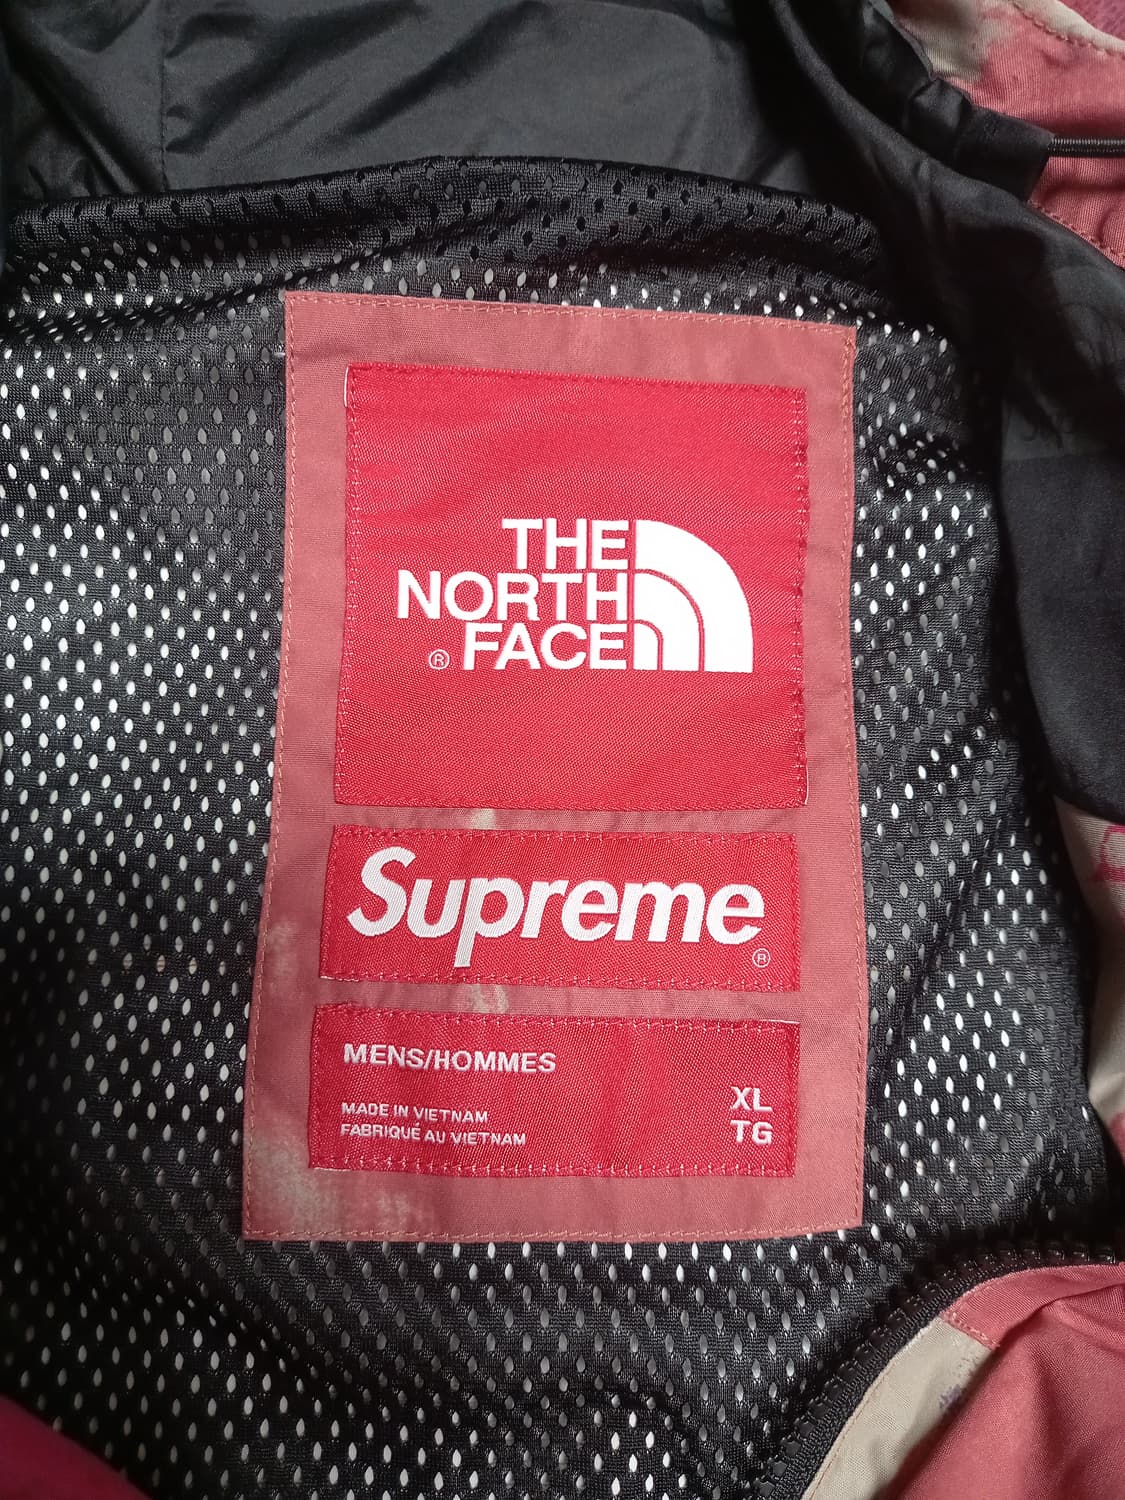 THE
NORTH
® FACE
Supreme
®
MENS/HOMMES
MADE IN VIETNAM
FABRIQUÉ AU VIETNAM
XL
TG